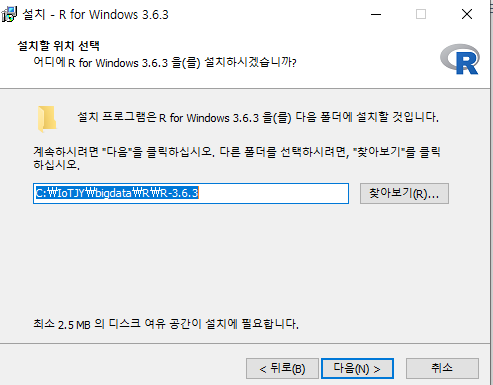 설치 - R for Windows 3.6.3
설치할 위치 선택
어디에 R for Windows 3.6.3 을(를) 설치하시겠습니까?
R
설치 프로그램은 R for Windows 3.6.3 을(를) 다음 폴더에 설치할 것입니다.
계속하시려면 "다음"을 클릭하십시오. 다른 폴더를 선택하시려면, "찾아보기"를 클릭
하십시오.
C:₩IoTJY₩bigdata₩R₩R-3.6.3
찾아보기(R)...
최소 2.5 MB 의 디스크 여유 공간이 설치에 필요합니다.
< 뒤로(B)
다음(N) >
취소